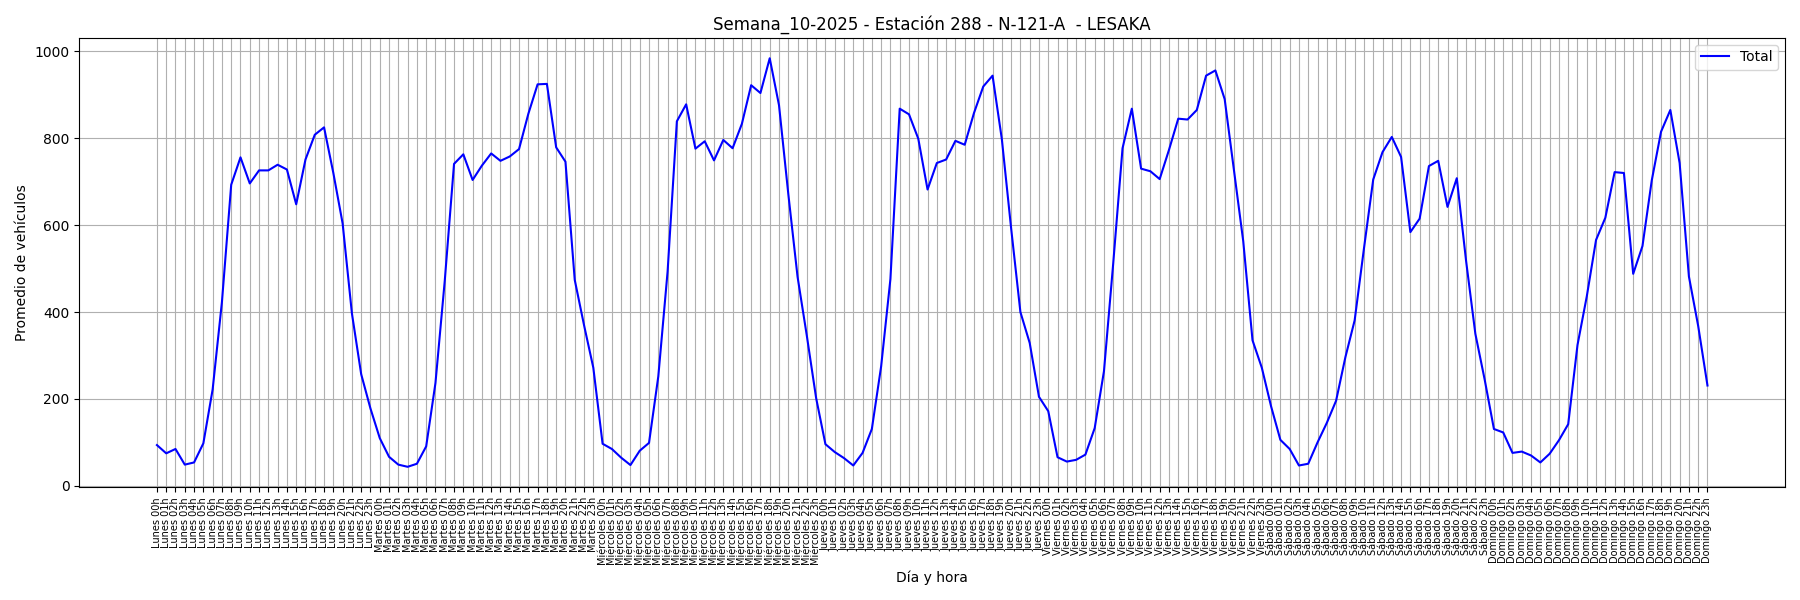 Semana_10-2025 - Estación 288 - N-121-A  - LESAKA
Total
Promedio de vehículos
1000
800
600
400
200
0
Lunes 00h
Lunes 01h
Lunes 02h
Lunes 03h
Lunes 04h
Lunes 05h
Lunes 06h
Lunes 07h
Lunes 08h
Lunes 09h
Lunes 10h
Lunes 11h
Lunes 12h
Lunes 13h
Lunes 14h
Lunes 15h
Lunes 16h
Lunes 17h
Lunes 18h
Lunes 19h
Lunes 20h
Lunes 21h
Lunes 22h
Lunes 23h
Martes 00h
Martes 01h
Martes 02h
Martes 03h
Martes 04h
Martes 05h
Martes 06h
Martes 07h
Martes 08h
Martes 09h
Martes 10h
Martes 11h
Martes 12h
Martes 13h
Martes 14h
Martes 15h
Martes 16h
Martes 17h
Martes 18h
Martes 19h
Martes 20h
Martes 21h
Martes 22h
Martes 23h
Miércoles 00h
Miércoles 01h
Miércoles 02h
Miércoles 03h
Miércoles 04h
Miércoles 05h
Miércoles 06h
Miércoles 07h
Miércoles 08h
Miércoles 09h
Miércoles 10h
Miércoles 11h
Miércoles 12h
Miércoles 13h
Miércoles 14h
Miércoles 15h
Miércoles 16h
Miércoles 17h
Miércoles 18h
Miércoles 19h
Miércoles 20h
Miércoles 21h
Miércoles 22h
Miércoles 23h
Jueves 00h
Jueves 01h
Jueves 02h
Jueves 03h
Jueves 04h
Jueves 05h
Jueves 06h
Jueves 07h
Jueves 08h
Jueves 09h
Jueves 10h
Jueves 11h
Jueves 12h
Jueves 13h
Jueves 14h
Jueves 15h
Jueves 16h
Jueves 17h
Jueves 18h
Jueves 19h
Jueves 20h
Jueves 21h
Jueves 22h
Jueves 23h
Viernes 00h
Viernes 01h
Viernes 02h
Viernes 03h
Viernes 04h
Viernes 05h
Viernes 06h
Viernes 07h
Viernes 08h
Viernes 09h
Viernes 10h
Viernes 11h
Viernes 12h
Viernes 13h
Viernes 14h
Viernes 15h
Viernes 16h
Viernes 17h
Viernes 18h
Viernes 19h
Viernes 20h
Viernes 21h
Viernes 22h
Viernes 23h
Sábado 00h
Sábado 01h
Sábado 02h
Sábado 03h
Sábado 04h
Sábado 05h
Sábado 06h
Sábado 07h
Sábado 08h
Sábado 09h
Sábado 10h
Sábado 11h
Sábado 12h
Sábado 13h
Sábado 14h
Sábado 15h
Sábado 16h
Sábado 17h
Sábado 18h
Sábado 19h
Sábado 20h
Sábado 21h
Sábado 22h
Sábado 23h
Domingo 00h
Domingo 01h
Domingo 02h
Domingo 03h
Domingo 04h
Domingo 05h
Domingo 06h
Domingo 07h
Domingo 08h
Domingo 09h
Domingo 10h
Domingo 11h
Domingo 12h
Domingo 13h
Domingo 14h
Domingo 15h
Domingo 16h
Domingo 17h
Domingo 18h
Domingo 19h
Domingo 20h
Domingo 21h
Domingo 22h
Domingo 23h
Día y hora